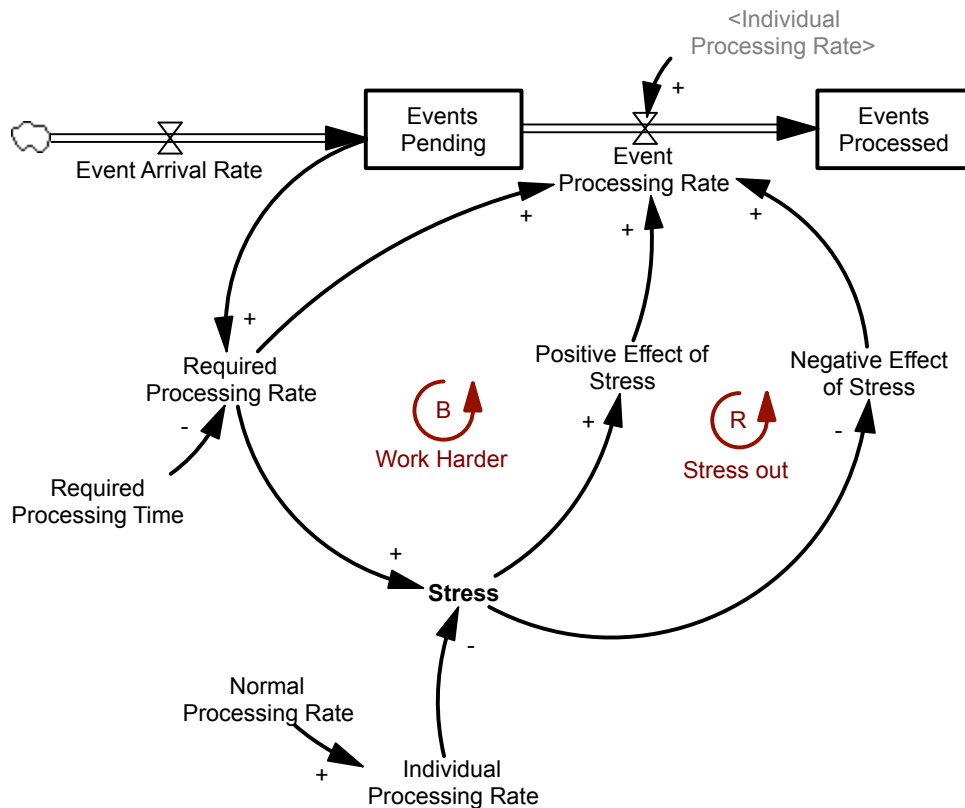 <Individual
Processing Rate>
+
Events
Pending
Events
Processed
Event Arrival Rate
Event
Processing Rate
+
+
+
+
Required
Processing Rate
Positive Effect of
Stress
Negative Effect
of Stress
B
R
-
+
-
Work Harder
Stress out
Required
Processing Time
+
Stress
-
Normal
Processing Rate
+
Individual
Processing Rate